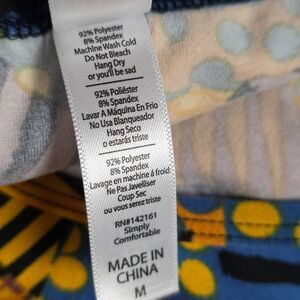 92% Polyester
8% Spandex
Machine Wash Cold
Do Not Bleach
Hang Dry
or you'll be sad
92% Poliéster
8% Spandex
Lavar A Máquina En Frio
No Usa Blanqueador
Hang Seco
o estarás triste
92% Polyester
8% Spandex
Lavage en machine á froid
Ne Pas Javelliser
Coup Sec
ou vous serez triste
RN#142161
Simply
Comfortable
MADE IN
CHINA
M